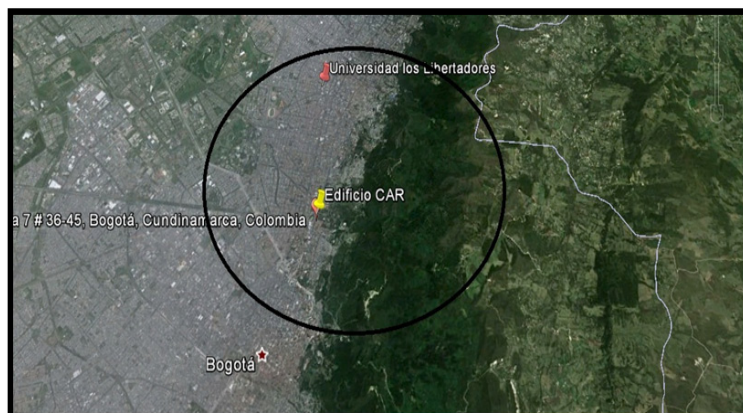 Universidad los Libertadores
Edificio CAR
a 7 # 36-45, Bogotá, Cundinamarca, Colombia
Bogotá